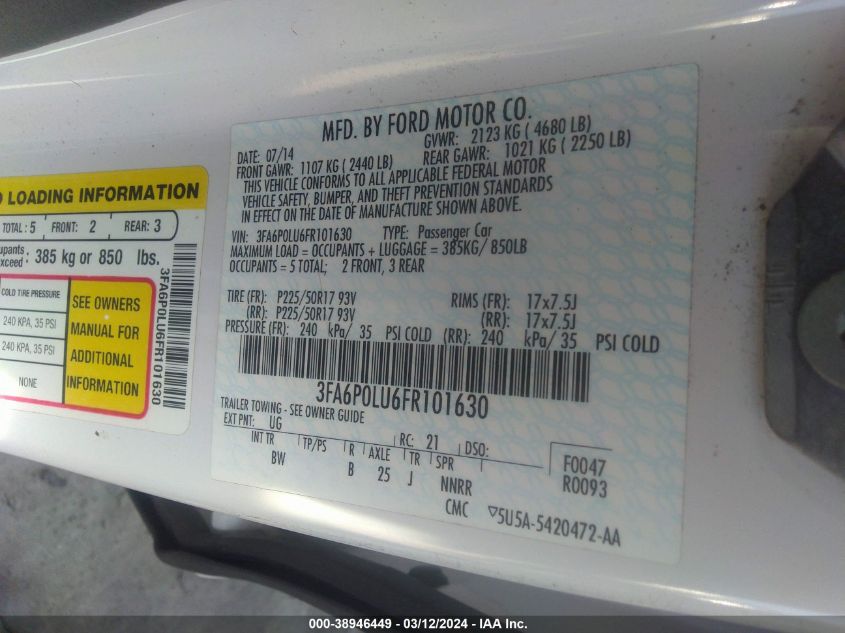 MFD. BY FORD MOTOR CO.
DATE: 07/14 GVWR: 2123 KG ( 4680 LB)
FRONT GAWR: 1107 KG ( 2440 LB) REAR GAWR: 1021 KG ( 2250 LB)
THIS VEHICLE CONFORMS TO ALL APPLICABLE FEDERAL MOTOR
VEHICLE SAFETY, BUMPER, AND THEFT PREVENTION STANDARDS
IN EFFECT ON THE DATE OF MANUFACTURE SHOWN ABOVE.
VIN: 3FA6P0LU6FR101630 TYPE: Passenger Car
MAXIMUM LOAD = OCCUPANTS + LUGGAGE = 385KG/ 850LB
OCCUPANTS = 5 TOTAL; 2 FRONT, 3 REAR
TIRE (FR): P225/50R17 93V RIMS (FR): 17x7.5J
(RR): P225/50R17 93V (RR): 17x7.5J
PRESSURE (FR): 240 kPa/ 35 PSI COLD (RR): 240 kPa/ 35 PSI COLD
3FA6P0LU6FR101630
TRAILER TOWING - SEE OWNER GUIDE
EXT PNT: UG RC: 21 DSO:
INT TR TP/PS R AXLE TR SPR F0047
BW B 25 J NNRR R0093
CMC ▽5U5A-5420472-AA
LOADING INFORMATION
TOTAL : 5 FRONT: 2 REAR: 3
385 kg or 850 lbs.
COLD TIRE PRESSURE
240 KPA, 35 PSI
240 KPA, 35 PSI
NONE
SEE OWNERS
MANUAL FOR
ADDITIONAL
INFORMATION
3FA6P0LU6FR101630
000-38946449 - 03/12/2024 - IAA Inc.